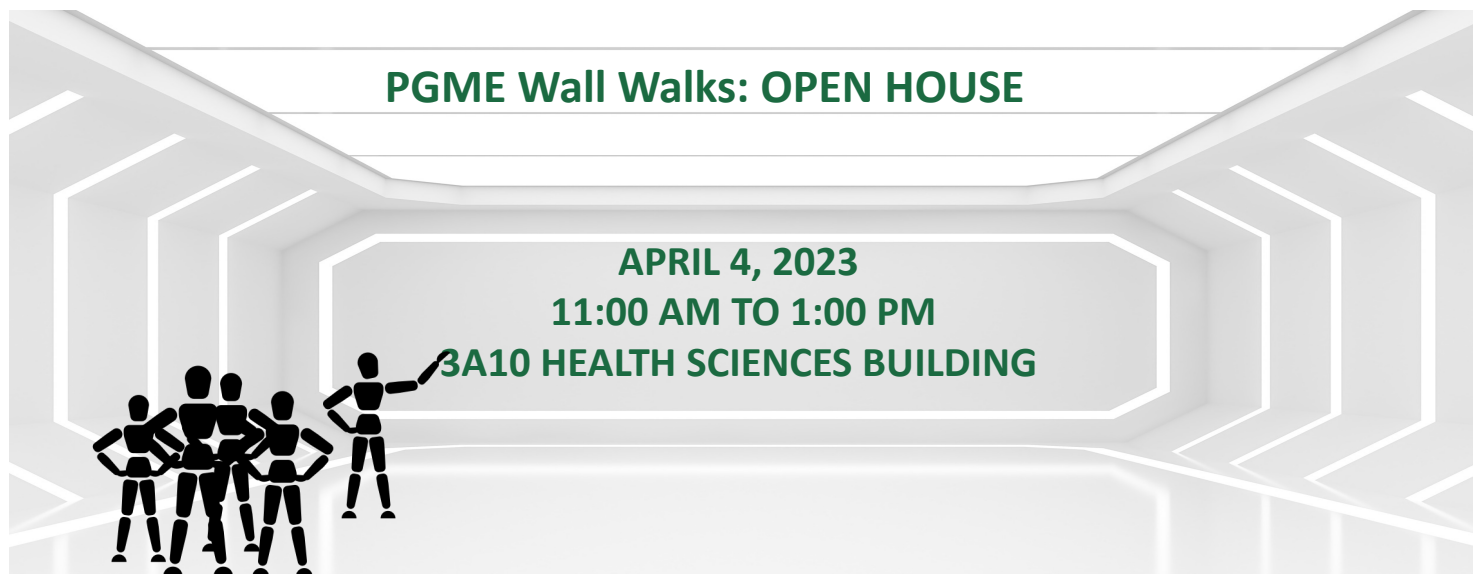 PGME Wall Walks: OPEN HOUSE
APRIL 4, 2023
11:00 AM TO 1:00 PM
3A10 HEALTH SCIENCES BUILDING